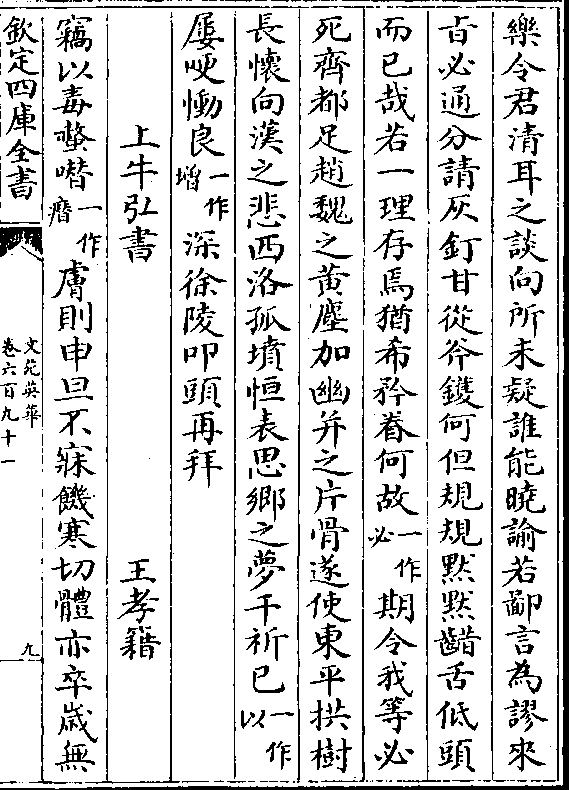 樂令君清耳之談向所未疑誰能曉諭若鄙言為謬來
旨必通分請灰釘甘從斧鑊何但規規黙黙齰舌低頭
而已哉若一理存焉猶希矜眷何故一作必期令我等必
死齊都足趙魏之黄塵加幽并之片骨遂使東平拱樹
長懷向漢之悲西洛孤墳恒表思鄉之夢干祈已一作以
屢哽慟良一作增深徐陵叩頭再拜
上牛弘書 王孝籍
竊以毒螫㗩一作㿊膚則申旦不寐饑寒切體亦卒歲無
欽定四庫全書
文苑英華
卷六百九十一
九